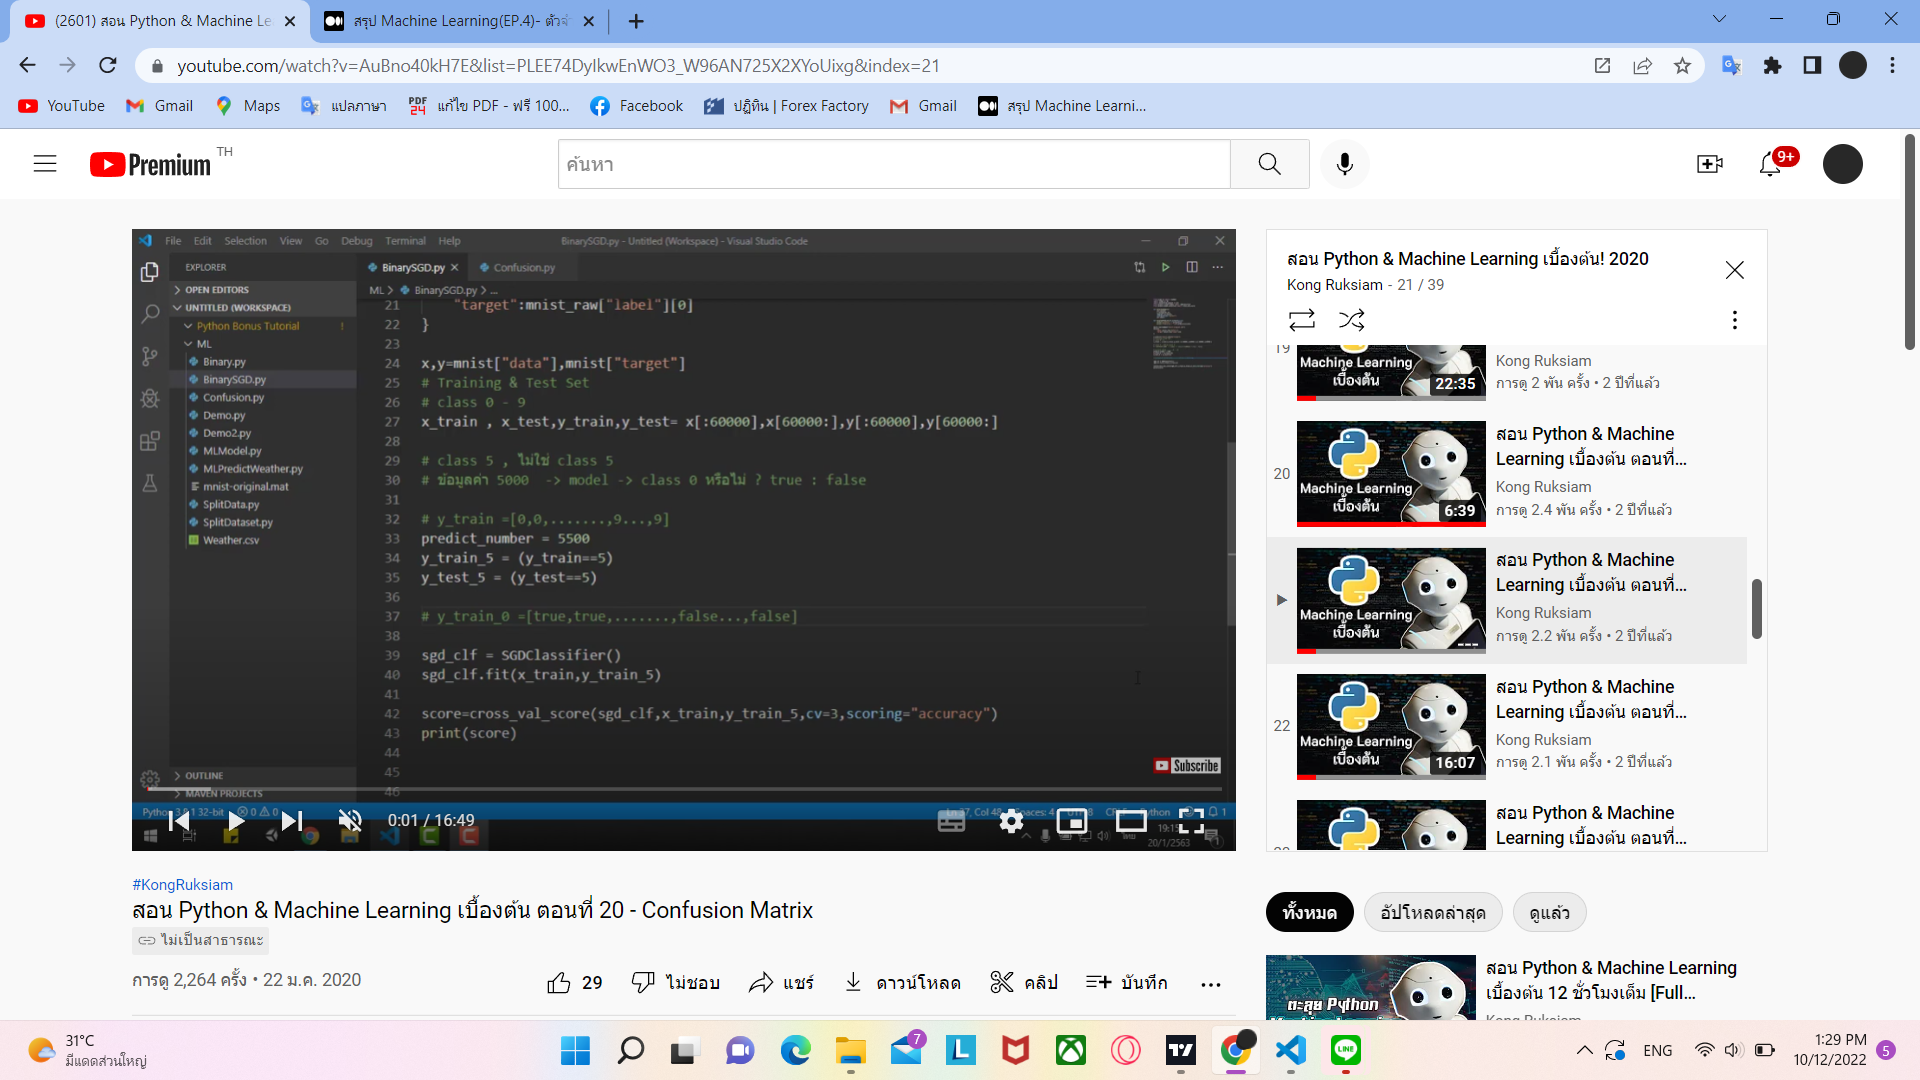 (2601) สอน Python & Machine Le
สรุป Machine Learning(EP.4)- ตัวจำ
youtube.com/watch?v=AuBno40kH7E&list=PLEE74DyIkwEnWO3_W96AN725X2XYoUixg&index=21
YouTube
Gmail
Maps
แปลภาษา
PDF 24
แก้ไข PDF - ฟรี 100...
Facebook
ปฏิทิน | Forex Factory
Gmail
สรุป Machine Learni...
Premium TH
ค้นหา
9+
File Edit Selection View Go Debug Terminal Help
BinarySGD.py - Untitled (Workspace) - Visual Studio Code
EXPLORER
OPEN EDITORS
UNTITLED (WORKSPACE)
Python Bonus Tutorial !
ML
Binary.py
BinarySGD.py
Confusion.py
Demo.py
Demo2.py
MLModel.py
MLPredictWeather.py
mnist-original.mat
SplitData.py
SplitDataset.py
Weather.csv
OUTLINE
MAVEN PROJECTS
BinarySGD.py
Confusion.py
ML > BinarySGD.py > ...
21 "target":mnist_raw["label"][0]
22 }
23
24 x,y=mnist["data"],mnist["target"]
25 # Training & Test Set
26 # class 0 - 9
27 x_train , x_test,y_train,y_test= x[:60000],x[60000:],y[:60000],y[60000:]
28
29 # class 5 , ไม่ใช่ class 5
30 # ข้อมูลค่า 5000 -> model -> class 0 หรือไม่ ? true : false
31
32 # y_train =[0,0,.......,9...,9]
33 predict_number = 5500
34 y_train_5 = (y_train==5)
35 y_test_5 = (y_test==5)
36
37 # y_train_0 =[true,true,.......,false...,false]
38
39 sgd_clf = SGDClassifier()
40 sgd_clf.fit(x_train,y_train_5)
41
42 score=cross_val_score(sgd_clf,x_train,y_train_5,cv=3,scoring="accuracy")
43 print(score)
44
45
46
Subscribe
0:01 / 16:49
19:15
20/1/2563
#KongRuksiam
สอน Python & Machine Learning เบื้องต้น ตอนที่ 20 - Confusion Matrix
ไม่เป็นสาธารณะ
การดู 2,264 ครั้ง • 22 ม.ค. 2020
29
ไม่ชอบ
แชร์
ดาวน์โหลด
คลิป
บันทึก
สอน Python & Machine Learning เบื้องต้น! 2020
Kong Ruksiam - 21 / 39
19
Machine Learning
เบื้องต้น
22:35
Kong Ruksiam
การดู 2 พัน ครั้ง • 2 ปีที่แล้ว
20
Machine Learning
เบื้องต้น
6:39
สอน Python & Machine
Learning เบื้องต้น ตอนที่...
Kong Ruksiam
การดู 2.4 พัน ครั้ง • 2 ปีที่แล้ว
Machine Learning
เบื้องต้น
สอน Python & Machine
Learning เบื้องต้น ตอนที่...
Kong Ruksiam
การดู 2.2 พัน ครั้ง • 2 ปีที่แล้ว
22
Machine Learning
เบื้องต้น
16:07
สอน Python & Machine
Learning เบื้องต้น ตอนที่...
Kong Ruksiam
การดู 2.1 พัน ครั้ง • 2 ปีที่แล้ว
สอน Python & Machine
Learning เบื้องต้น ตอนที่...
ทั้งหมด
อัปโหลดล่าสุด
ดูแล้ว
ตะลุย Python
สอน Python & Machine Learning
เบื้องต้น 12 ชั่วโมงเต็ม [Full...
Kong Ruksiam
31°C
มีแดดส่วนใหญ่
7
LINE
ENG
1:29 PM
10/12/2022
5